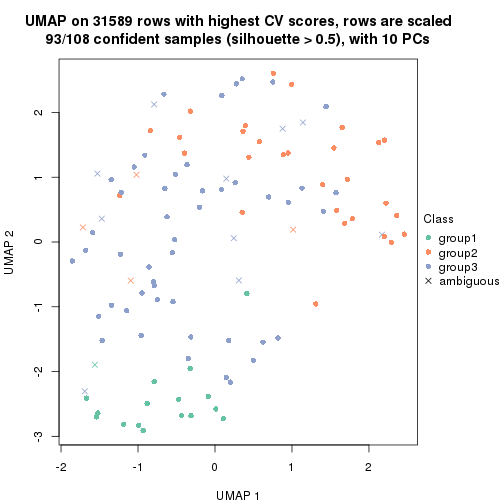 UMAP on 31589 rows with highest CV scores, rows are scaled
93/108 confident samples (silhouette > 0.5), with 10 PCs
UMAP 2
2
1
0
-1
-2
-3
-2
-1
0
1
2
UMAP 1
Class
group1
group2
group3
ambiguous